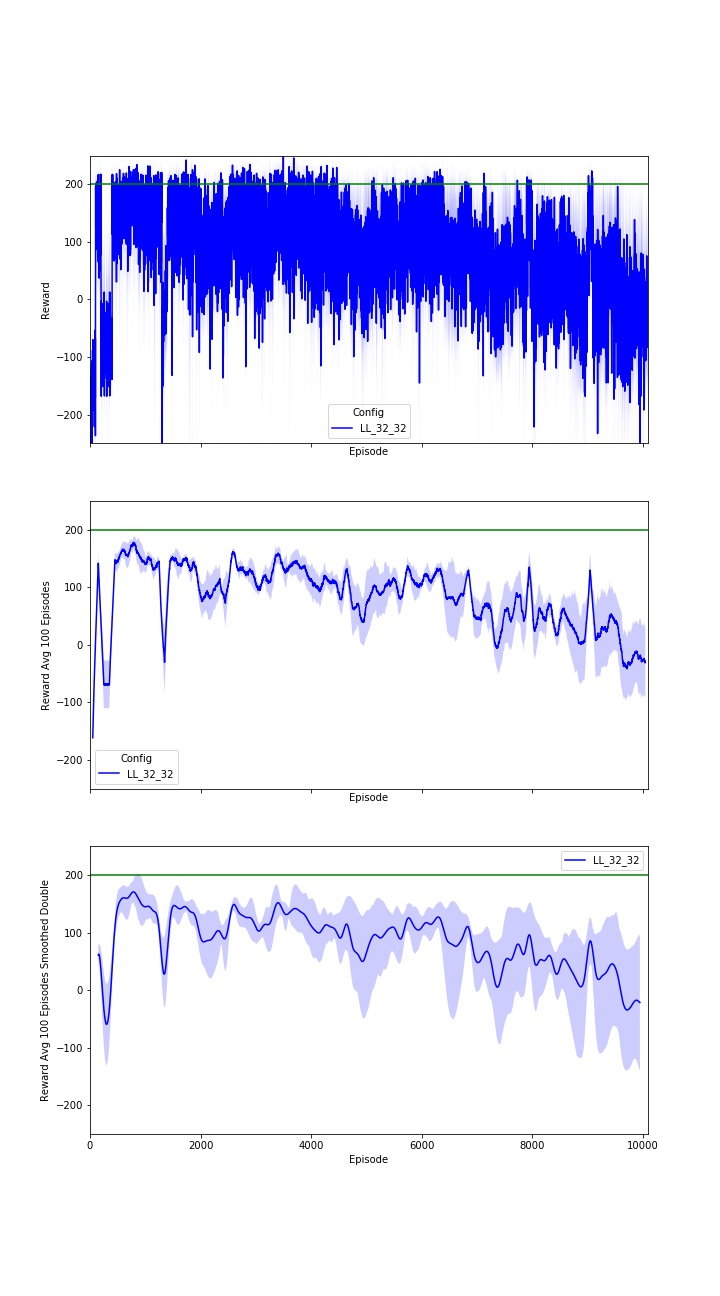 200
100
0
−100
−200
Reward
Config
LL_32_32
Episode
200
100
0
−100
−200
Reward Avg 100 Episodes
Config
LL_32_32
Episode
LL_32_32
200
100
0
−100
−200
Reward Avg 100 Episodes Smoothed Double
0 2000 4000 6000 8000 10000
Episode